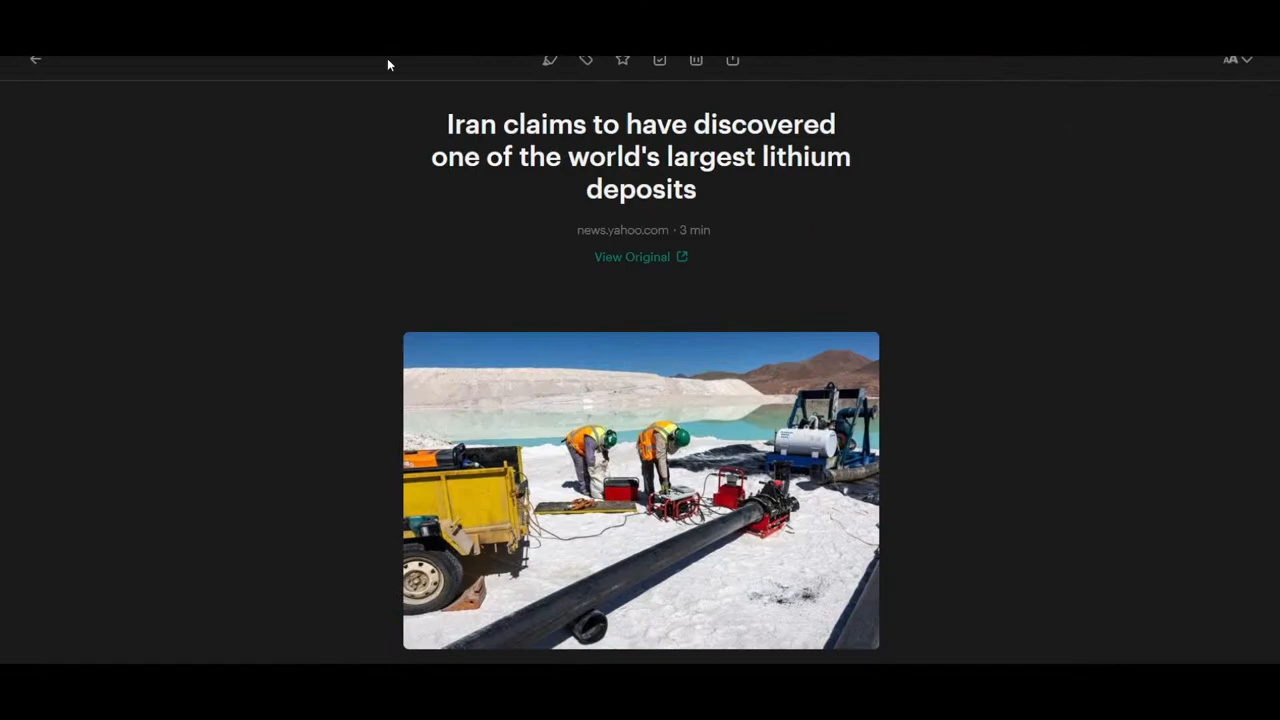 AA
Iran claims to have discovered
one of the world's largest lithium
deposits
news.yahoo.com · 3 min
View Original